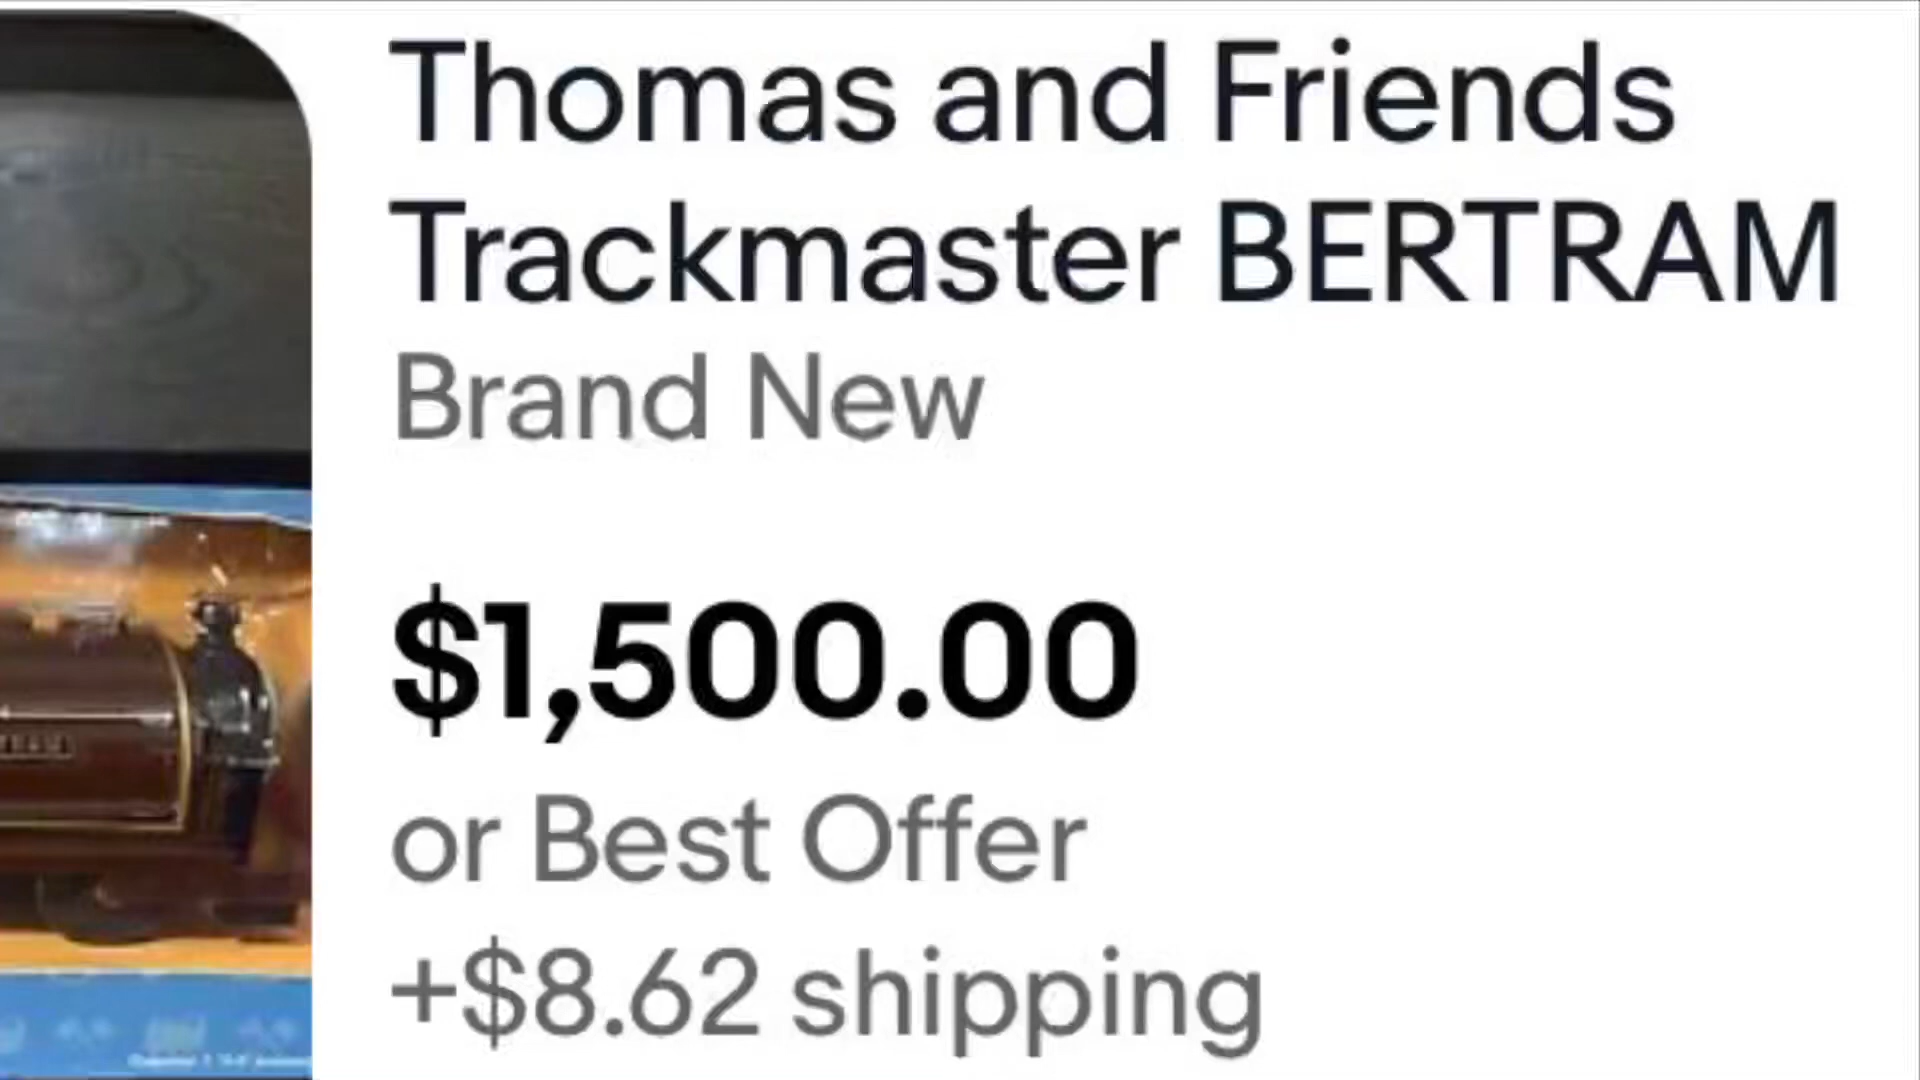 Thomas and Friends
Trackmaster BERTRAM
Brand New
$1,500.00
or Best Offer
+$8.62 shipping